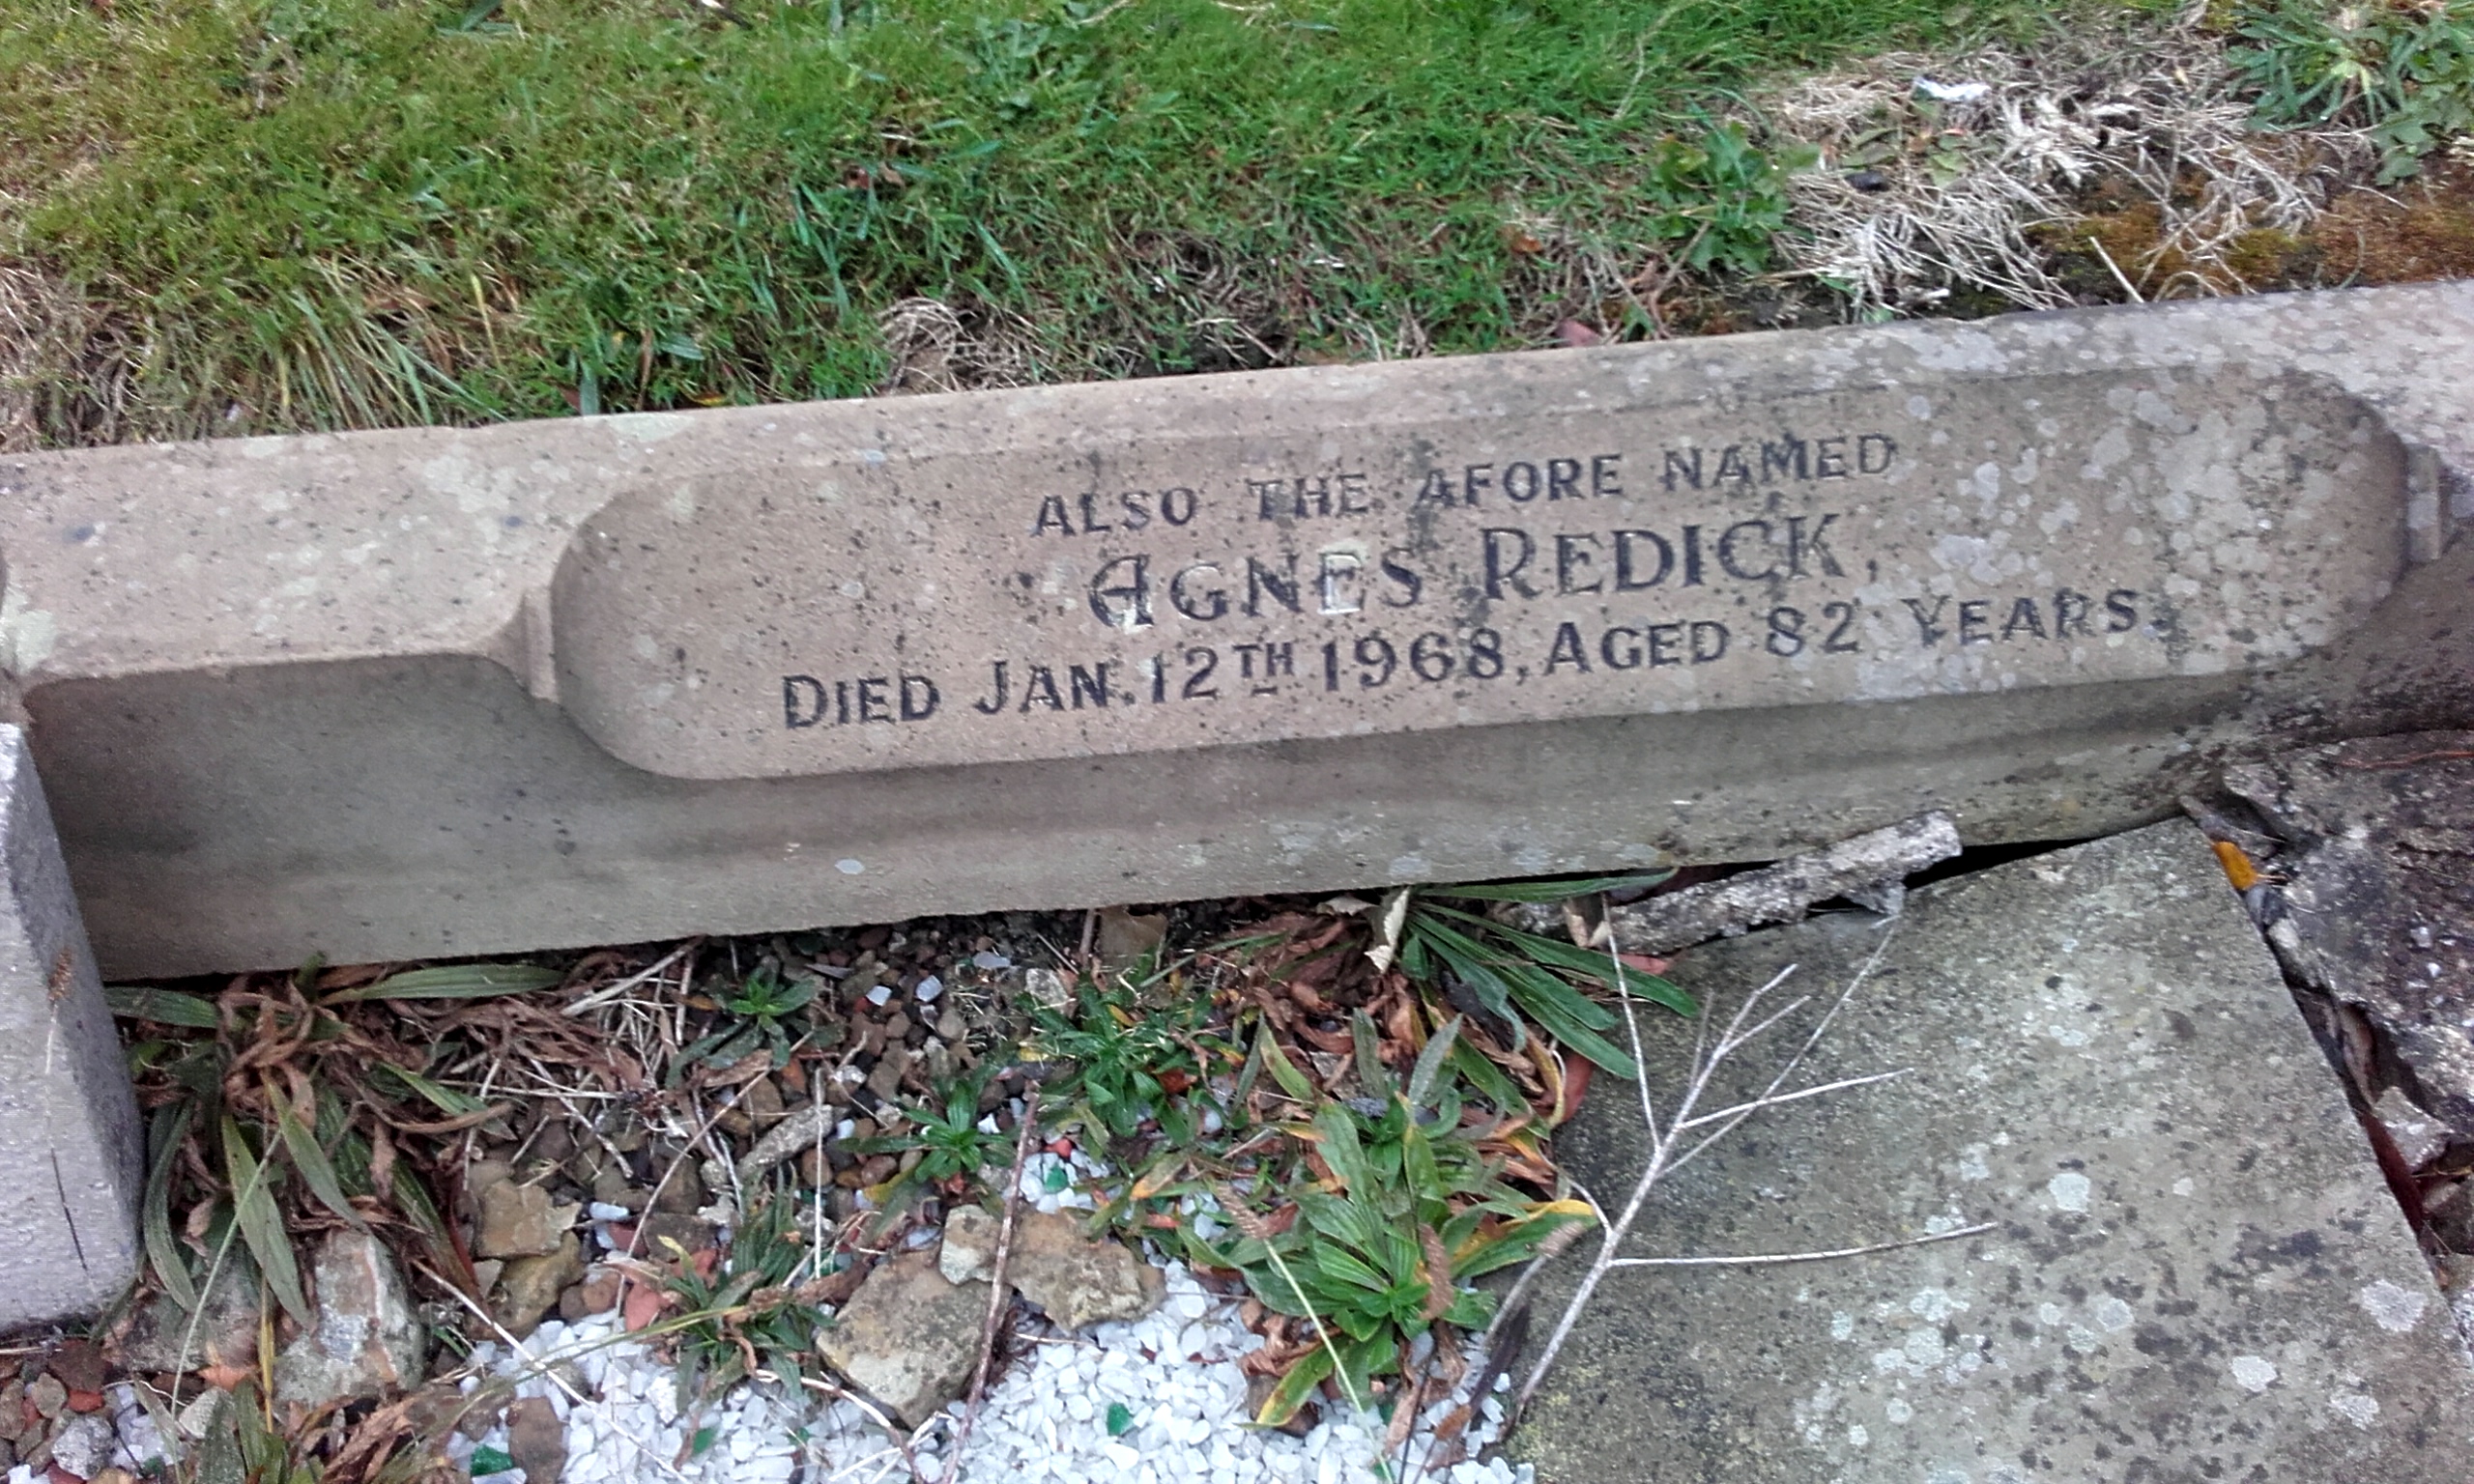 ALSO THE AFORE NAMED
AGNES REDICK,
DIED JAN. 12TH 1968, AGED 82 YEARS.